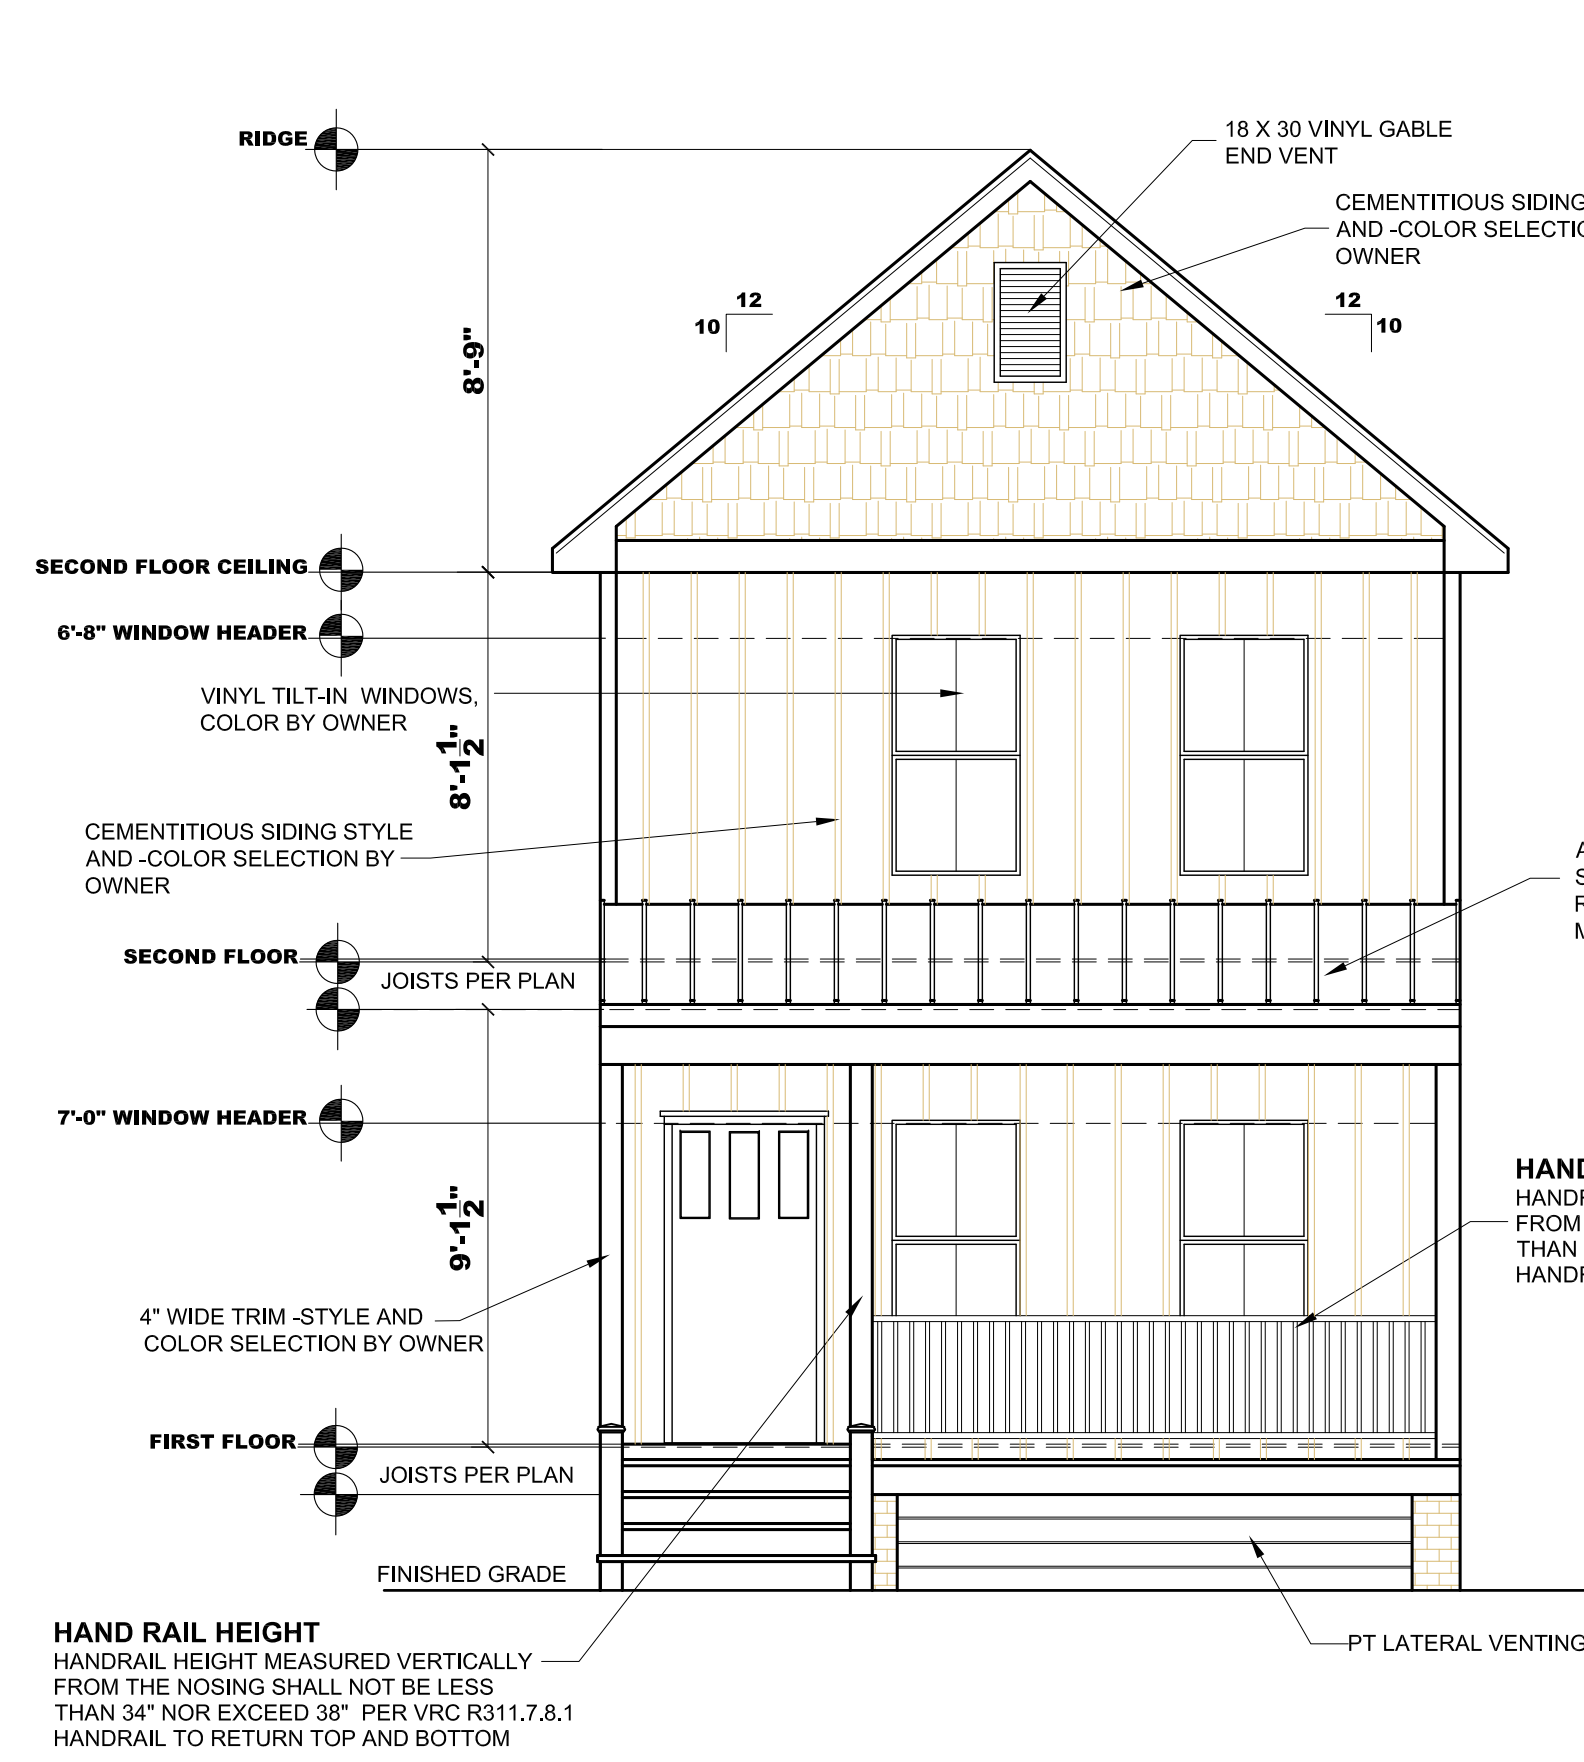 RIDGE
18 X 30 VINYL GABLE
END VENT
CEMENTITIOUS SIDING
AND -COLOR SELECTIO
OWNER
12
10
12
10
8'-9"
SECOND FLOOR CEILING
6'-8" WINDOW HEADER
VINYL TILT-IN WINDOWS,
COLOR BY OWNER
8'-1 1/2"
CEMENTITIOUS SIDING STYLE
AND -COLOR SELECTION BY
OWNER
SECOND FLOOR
JOISTS PER PLAN
7'-0" WINDOW HEADER
HAND
FROM
THAN
9'-1 1/2"
4" WIDE TRIM -STYLE AND
COLOR SELECTION BY OWNER
FIRST FLOOR
JOISTS PER PLAN
FINISHED GRADE
HAND RAIL HEIGHT
HANDRAIL HEIGHT MEASURED VERTICALLY
FROM THE NOSING SHALL NOT BE LESS
THAN 34" NOR EXCEED 38" PER VRC R311.7.8.1
HANDRAIL TO RETURN TOP AND BOTTOM
PT LATERAL VENTING